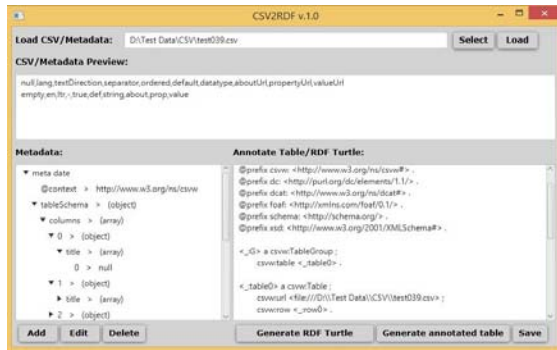 CSV2RDF v.1.0
Load CSV/Metadata: D:\Test Data\CSV\test039.csv Select Load
CSV/Metadata Preview:
null,lang,textDirection,separator,ordered,default,datatype,aboutUrl,propertyUrl,valueUrl
empty,en,ltr,-,true,def,string,about,prop,value
Metadata: Annotate Table/RDF Turtle:
▼ meta date
@context > http://www.w3.org/ns/csvw
▼ tableSchema > (object)
▼ columns > (array)
▼ 0 > (object)
▼ title > (array)
0 > null
▼ 1 > (object)
▶ title > (array)
▶ 2 > (object)
@prefix csvw: <http://www.w3.org/ns/csvw#> .
@prefix dc: <http://purl.org/dc/elements/1.1/> .
@prefix dcat: <http://www.w3.org/ns/dcat#> .
@prefix foaf: <http://xmlns.com/foaf/0.1/> .
@prefix schema: <http://schema.org/> .
@prefix xsd: <http://www.w3.org/2001/XMLSchema#> .
<_:G> a csvw:TableGroup ;
csvw:table <_:table0> .
<_:table0> a csvw:Table ;
csvw:url <file:///D:\\Test Data\\CSV\\test039.csv> ;
csvw:row <_:row0> .
Add Edit Delete Generate RDF Turtle Generate annotated table Save